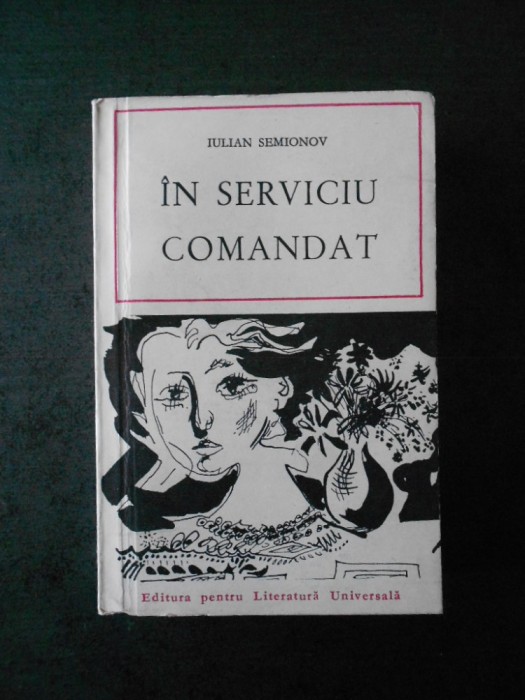 IULIAN SEMIONOV
ÎN SERVICIU
COMANDAT
Editura pentru Literatură Universală